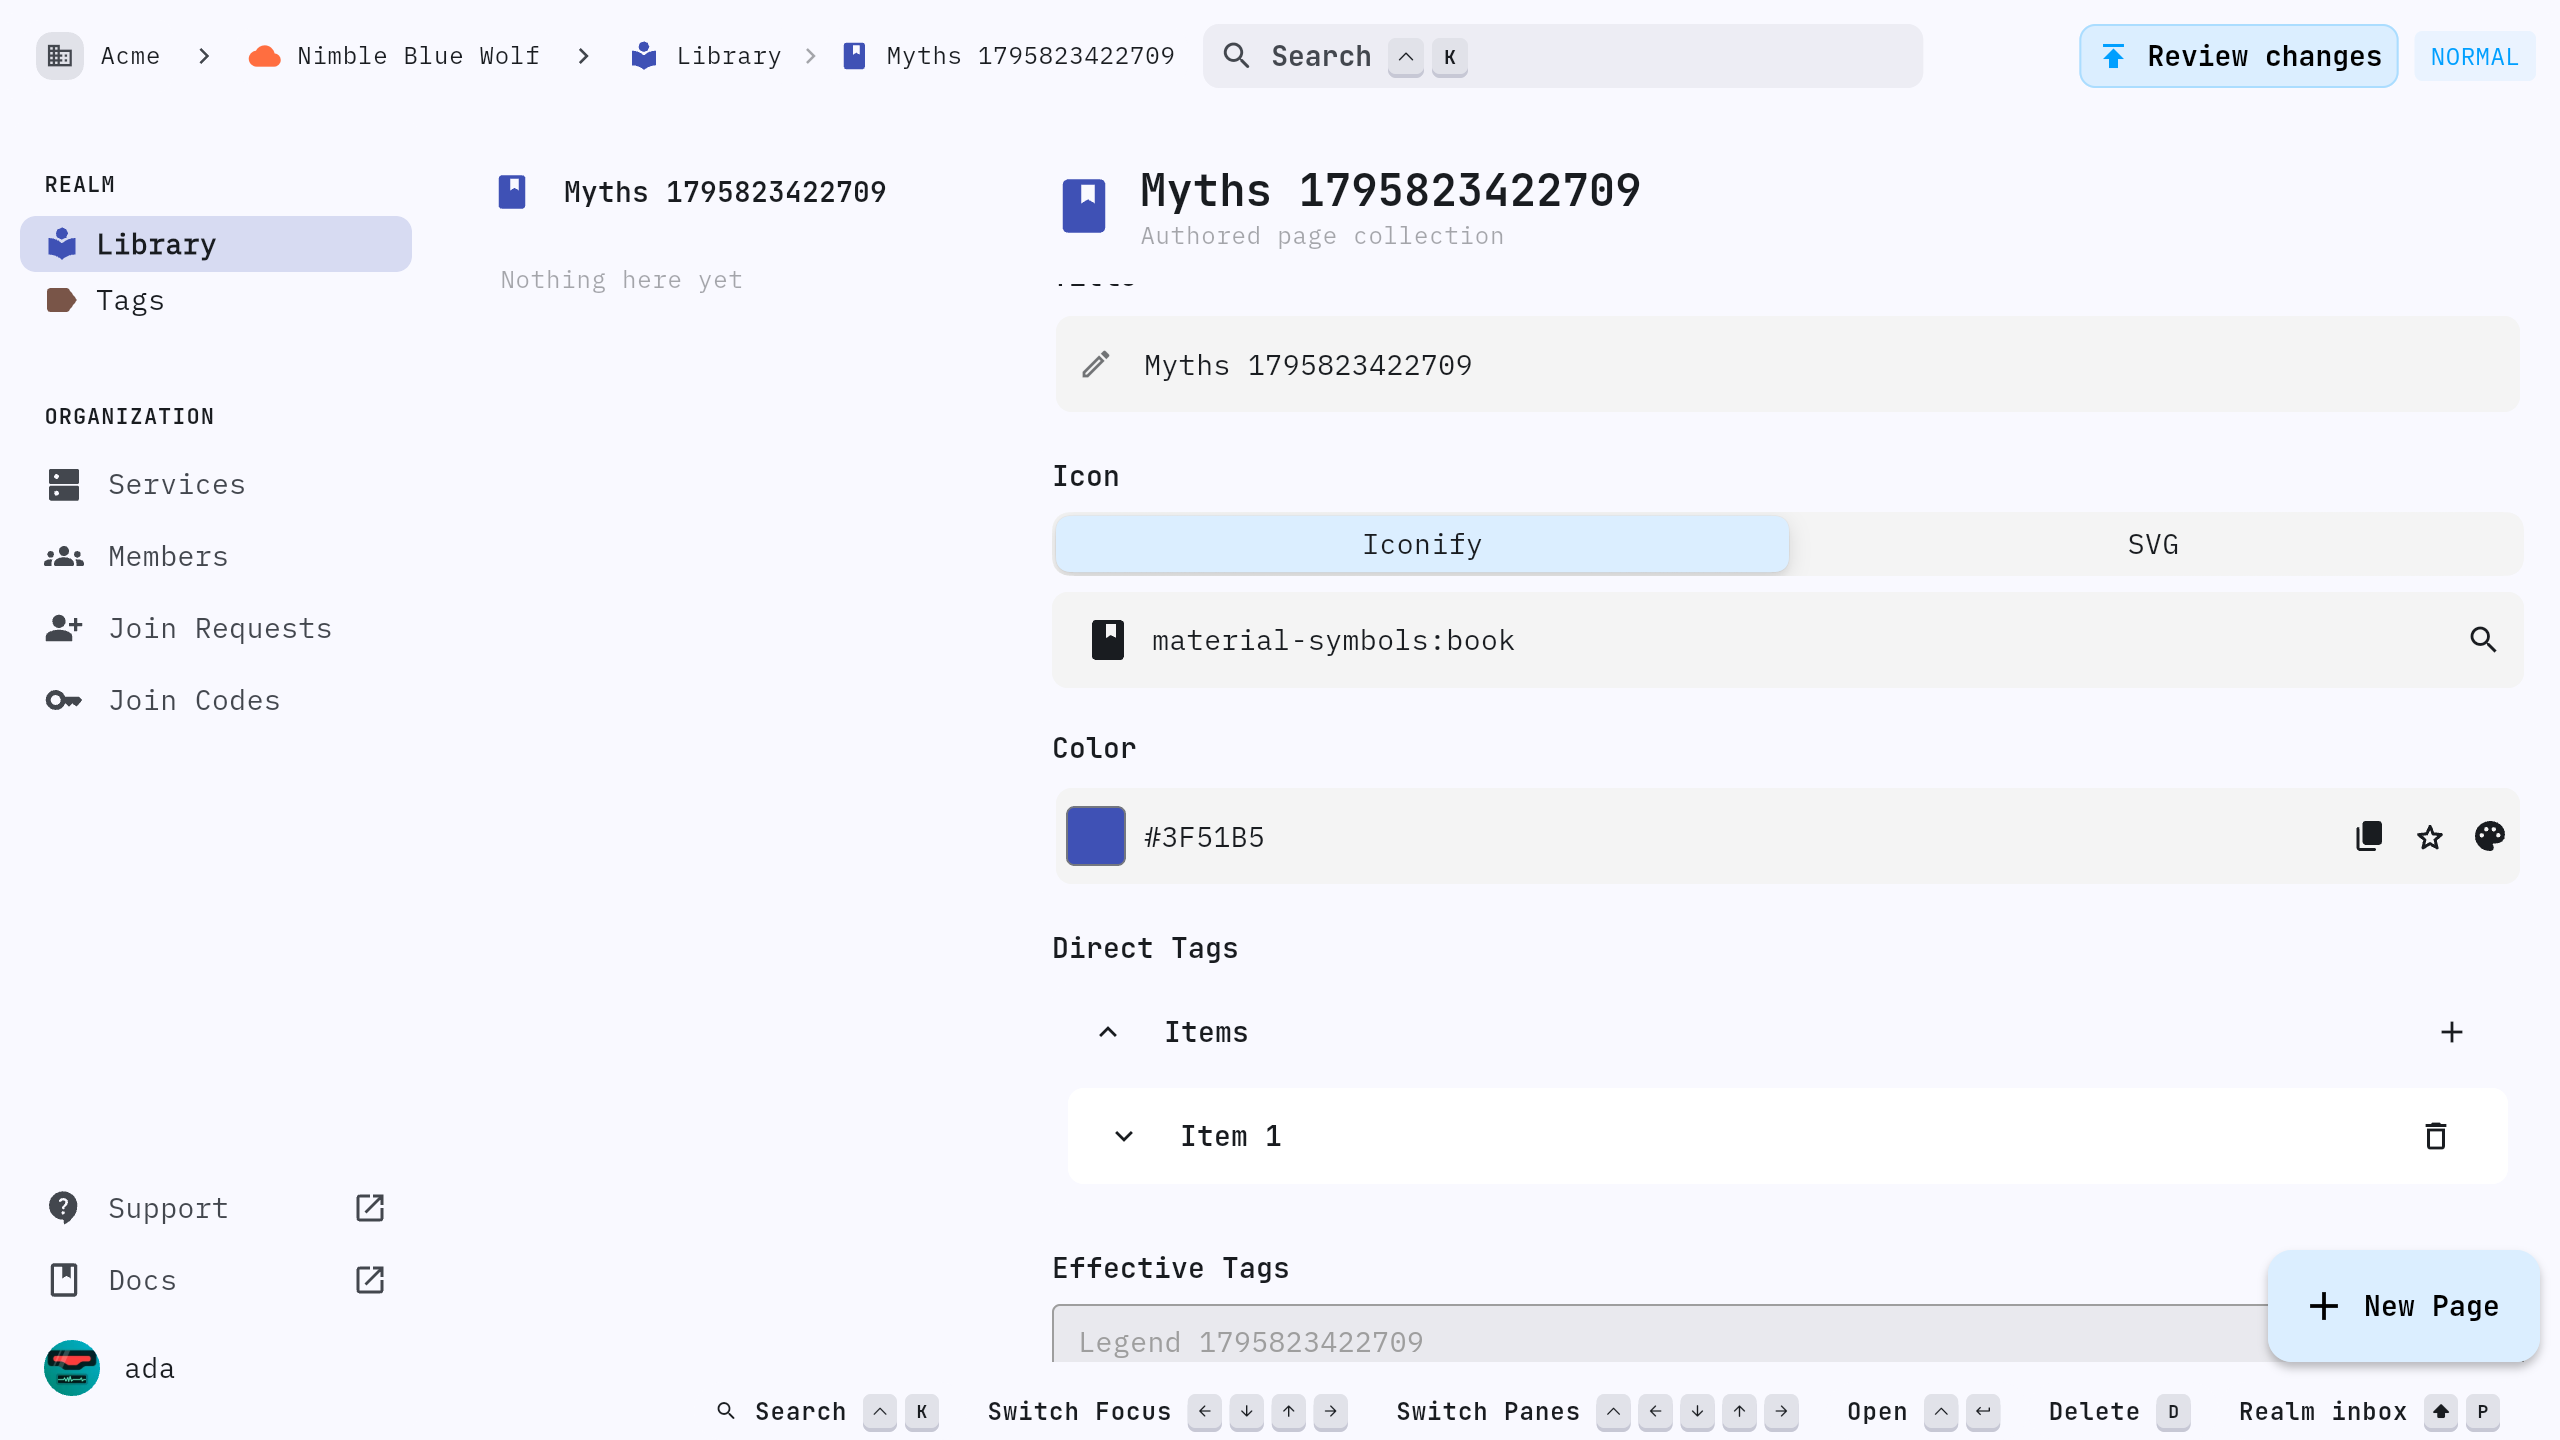 Acme
Nimble Blue Wolf
Library
Myths 1795823422709
Search
K
Review changes
NORMAL
REALM
Library
Tags
ORGANIZATION
Services
Members
Join Requests
Join Codes
Support
Docs
ada
Myths 1795823422709
Nothing here yet
Myths 1795823422709
Authored page collection
Myths 1795823422709
Icon
Iconify
SVG
material-symbols:book
Color
#3F51B5
Direct Tags
Items
Item 1
Effective Tags
Legend 1795823422709
New Page
Search K
Switch Focus
Switch Panes
Open
Delete D
Realm inbox P